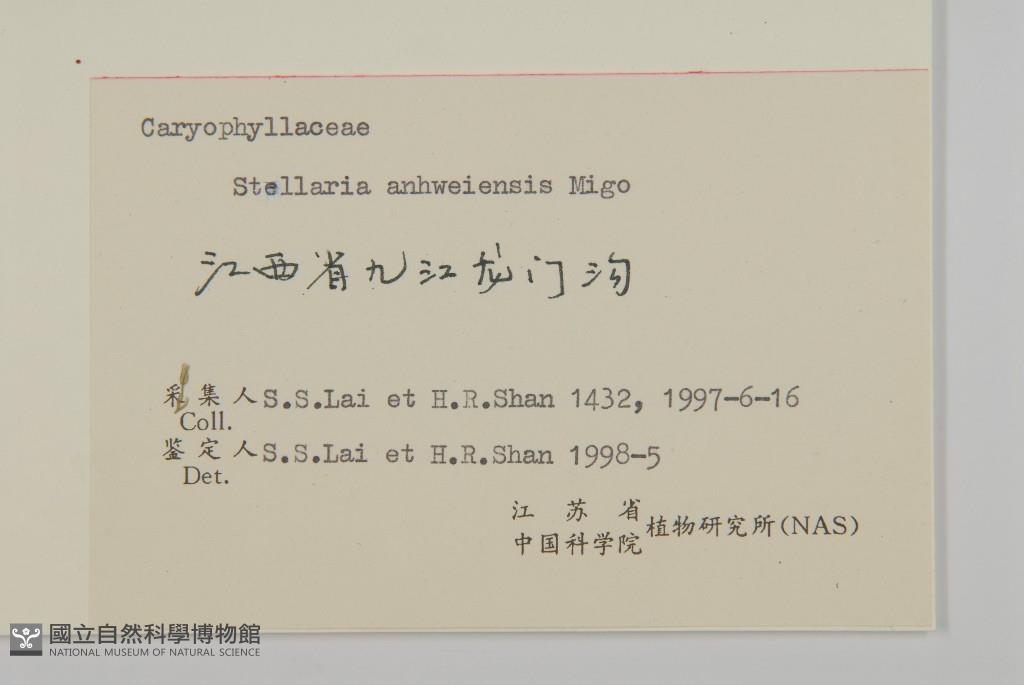 Caryophyllaceae
Stellaria anhweiensis Migo
江西省九江龙门沟
采集人 S.S.Lai et H.R.Shan 1432, 1997-6-16
Coll.
鉴定人 S.S.Lai et H.R.Shan 1998-5
Det.
江苏省
中国科学院 植物研究所(NAS)
國立自然科學博物館
NATIONAL MUSEUM OF NATURAL SCIENCE